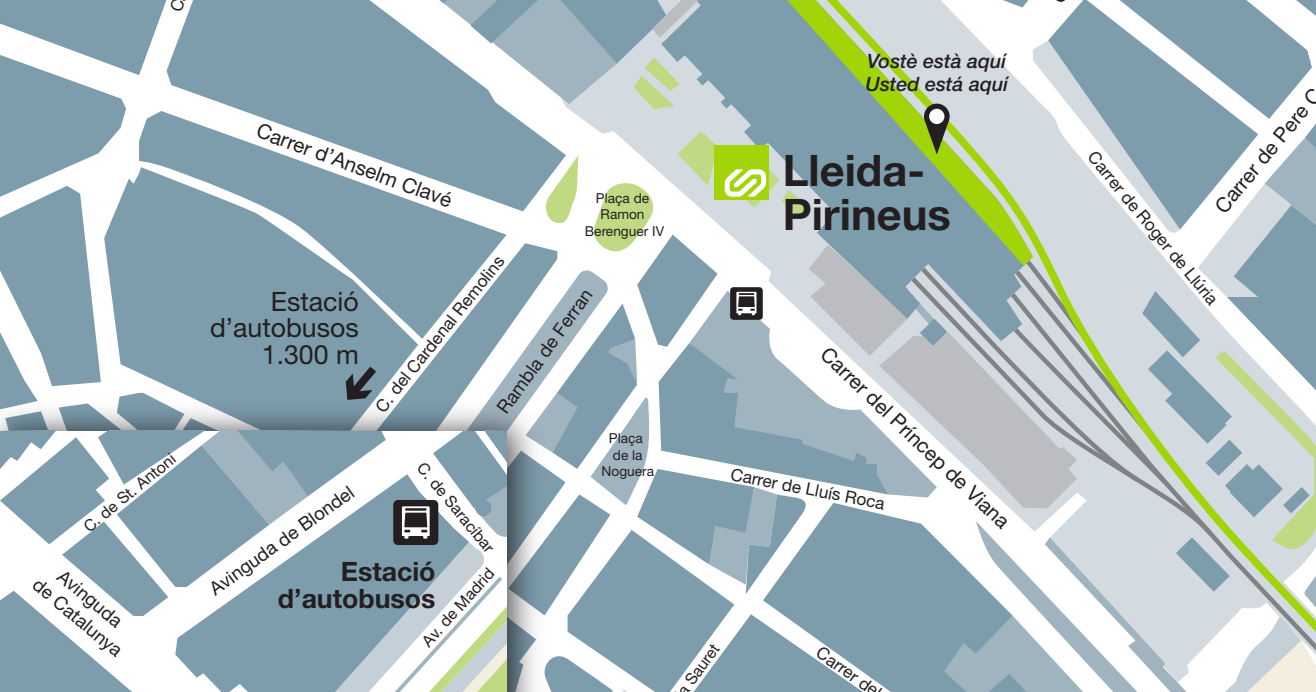 Vostè està aquí
Usted está aquí
Lleida-
Pirineus
Carrer d'Anselm Clavé
Plaça de
Ramon
Berenguer IV
Carrer de Roger de Llúria
Carrer de Pere C
Estació
d'autobusos
1.300 m
C. del Cardenal Remolins
Rambla de Ferran
Carrer del Príncep de Viana
Plaça
de la
Noguera
Carrer de Lluís Roca
C. de St. Antoni
Avinguda de Blondel
C. de Saracíbar
Estació
d'autobusos
Avinguda
de Catalunya
Av. de Madrid
a Sauret
Carrer del